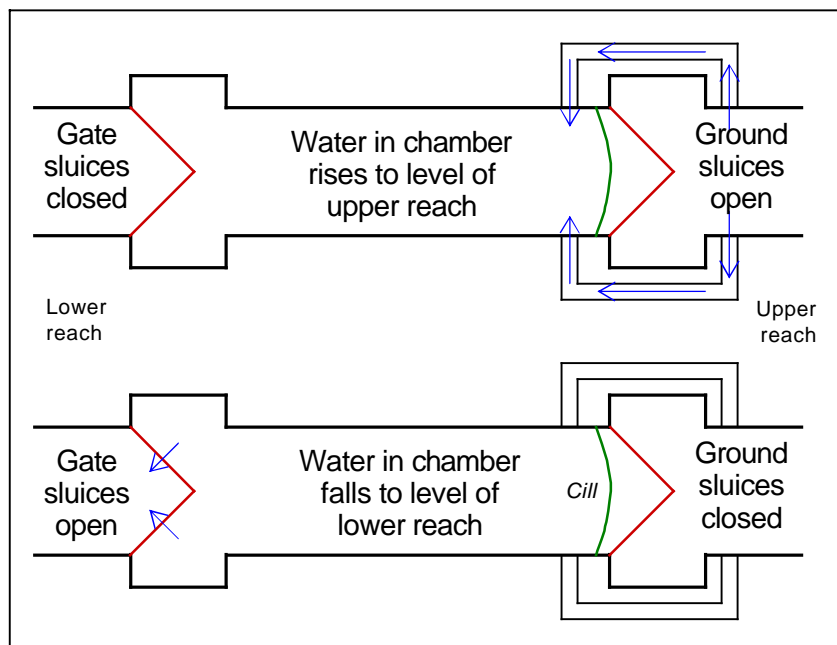 Gate
sluices
closed
Water in chamber
rises to level of
upper reach
Ground
sluices
open
Lower
reach
Upper
reach
Gate
sluices
open
Water in chamber
falls to level of
lower reach
Cill
Ground
sluices
closed